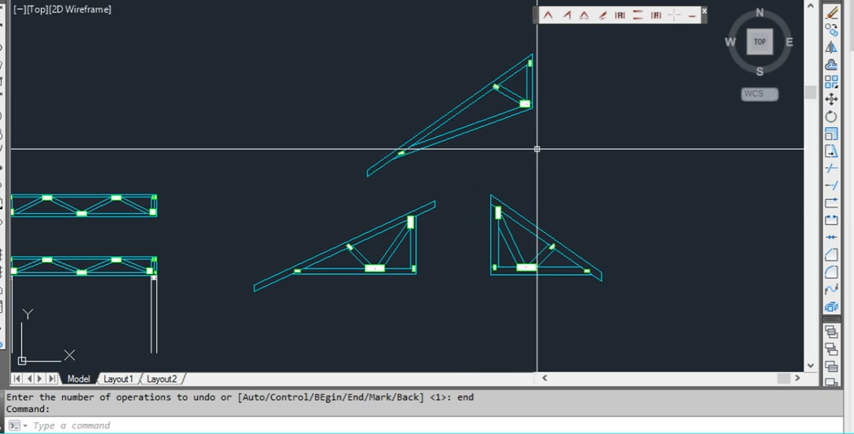 [−][Top][2D Wireframe]
N
W TOP E
S
WCS
Y
X
Model Layout1 Layout2
Enter the number of operations to undo or [Auto/Control/BEgin/End/Mark/Back] <1>: end
Command:
Type a command